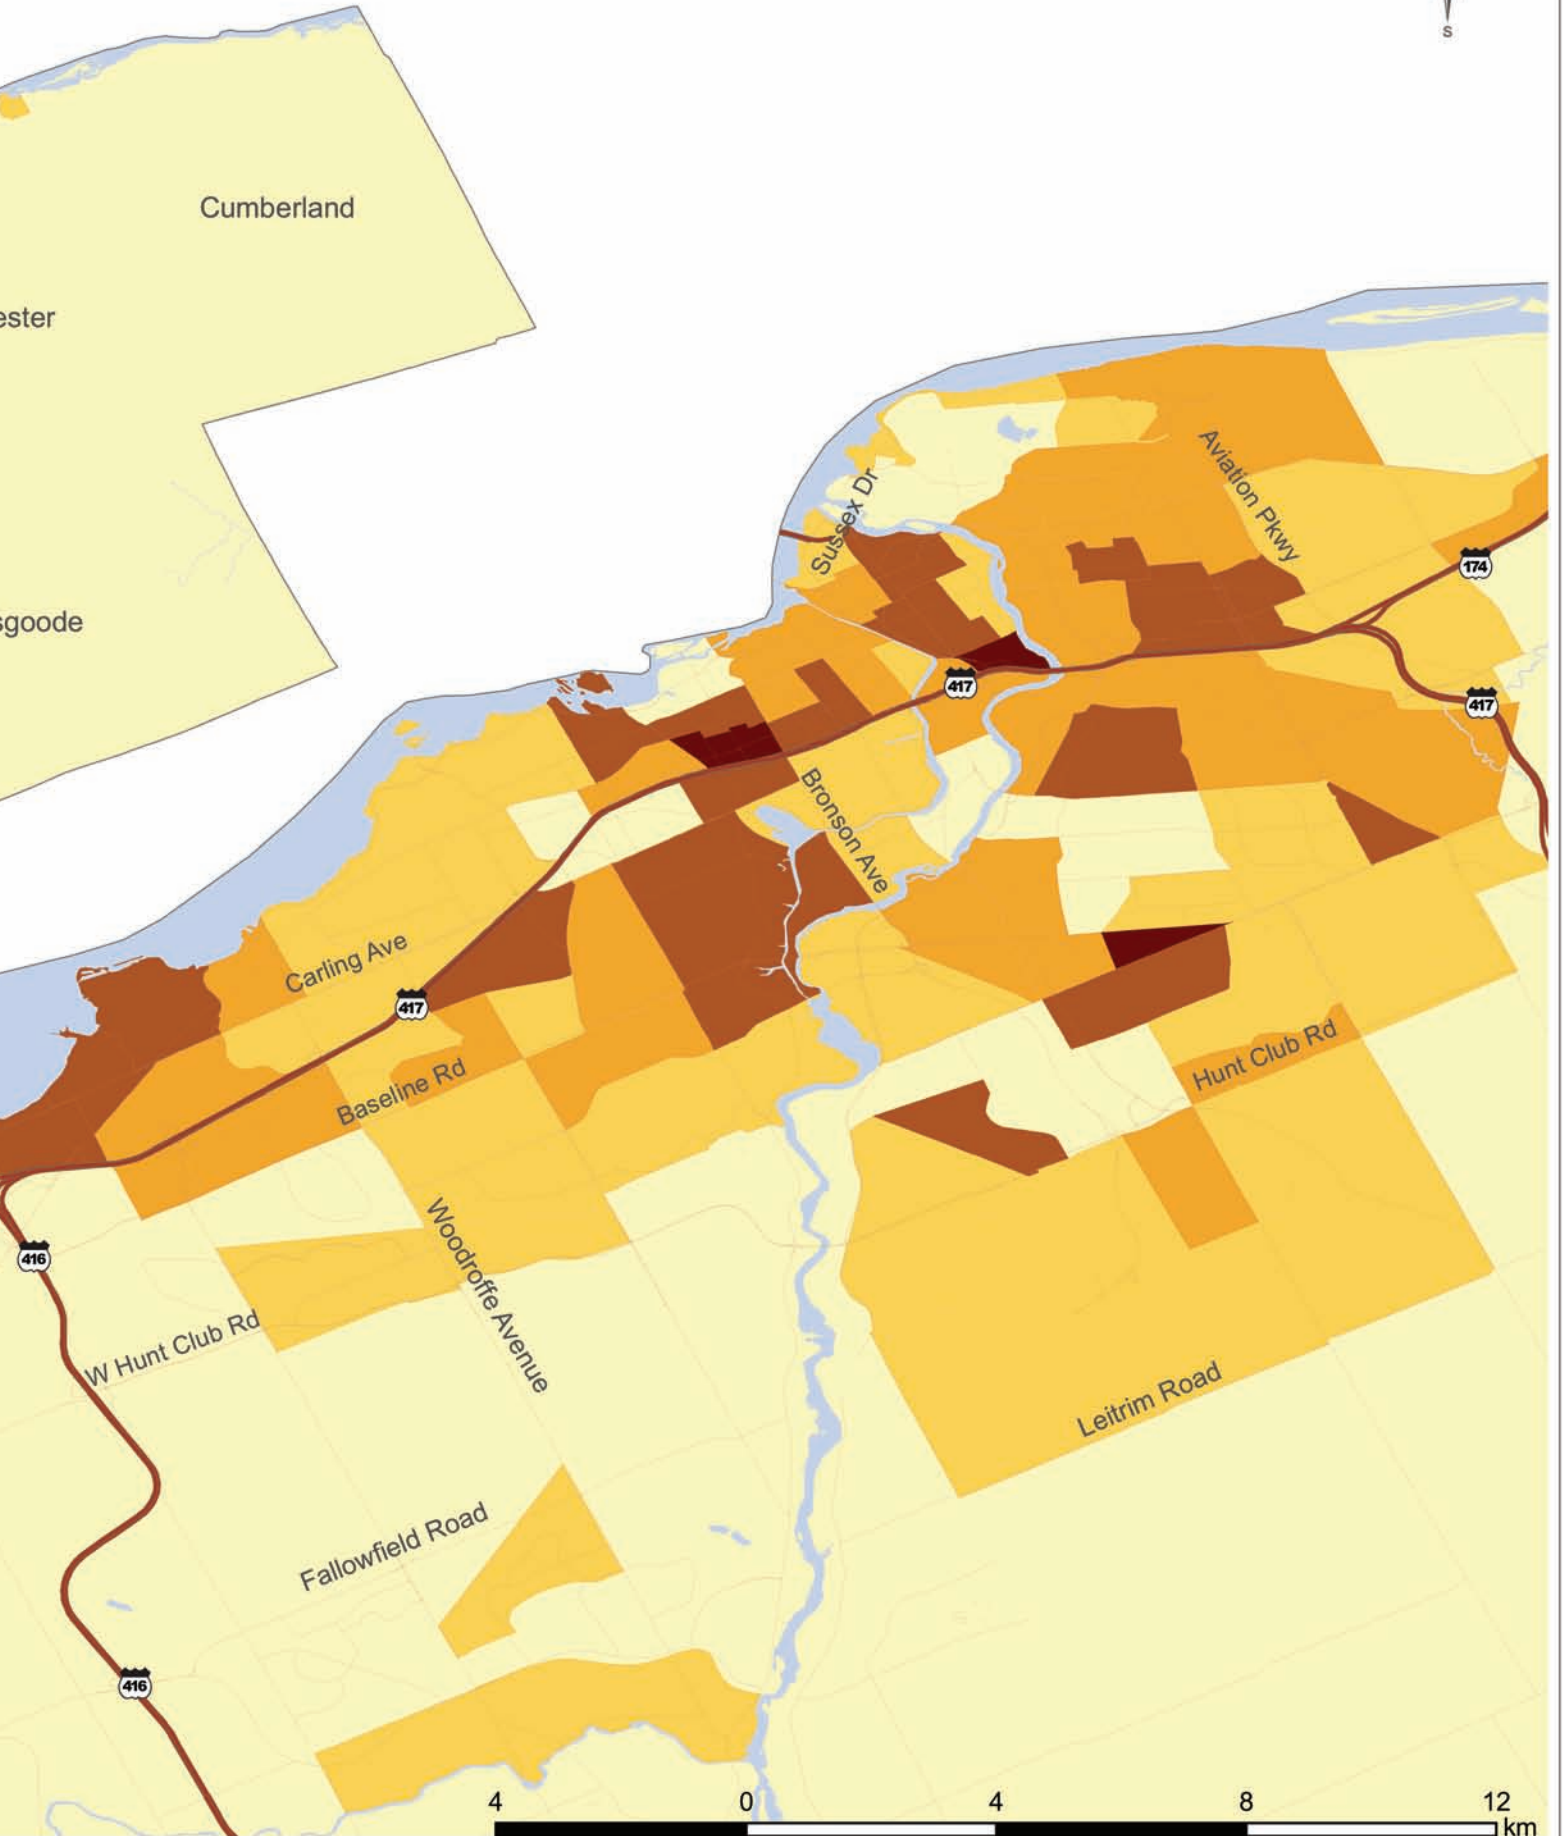 S
Cumberland
ester
sgoode
Sussex Dr
Aviation Pkwy
174
417
417
Bronson Ave
Carling Ave
417
Baseline Rd
Hunt Club Rd
Woodroffe Avenue
416
W Hunt Club Rd
Leitrim Road
Fallowfield Road
416
4 0 4 8 12
km